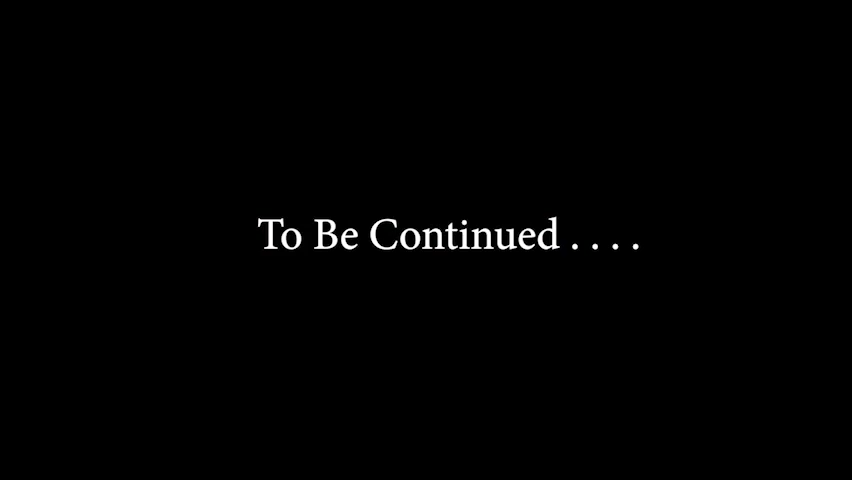 To Be Continued . . . .